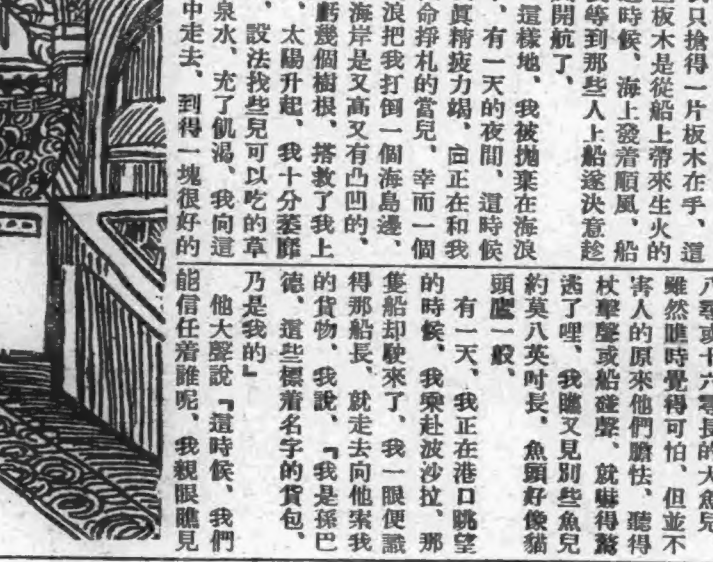 只搶得一片板木在手、這
些板木是從船上帶來生火的
時候、海上發着順風、船
長等到那些人上船遂決意趁
開航了、
這樣地、我被拋棄在海浪
、有一天的夜間、這時候
眞精疲力竭、正在和我
命掙札的當兒、幸而一個
浪把我打倒一個海島邊、
海岸是又高又有凸凹的、
虧幾個樹根、搭救了我上
、太陽升起、我十分萎靡
、設法找些兒可以吃的草
泉水、充了飢渴、我向這
中走去、到得一塊很好的
八尋或十六尋長的大魚兒
雖然瞧時覺得可怕、但並不
害人的原來他們膽怯、聽得
杖擊聲或船碰聲、就嚇得驚
逃了哩、我瞧又見別些魚兒
約莫八英吋長、魚頭好像貓
頭鷹一般、
有一天、我正在港口眺望
的時候、我乘赴波沙拉、那
隻船却駛來了、我一眼便識
得那船長、就走去向他索我
的貨物、我說、『我是孫巴
德、這些標着名字的貨包、
乃是我的』
他大聲說『這時候、我們
能信任着誰呢、我親眼瞧見